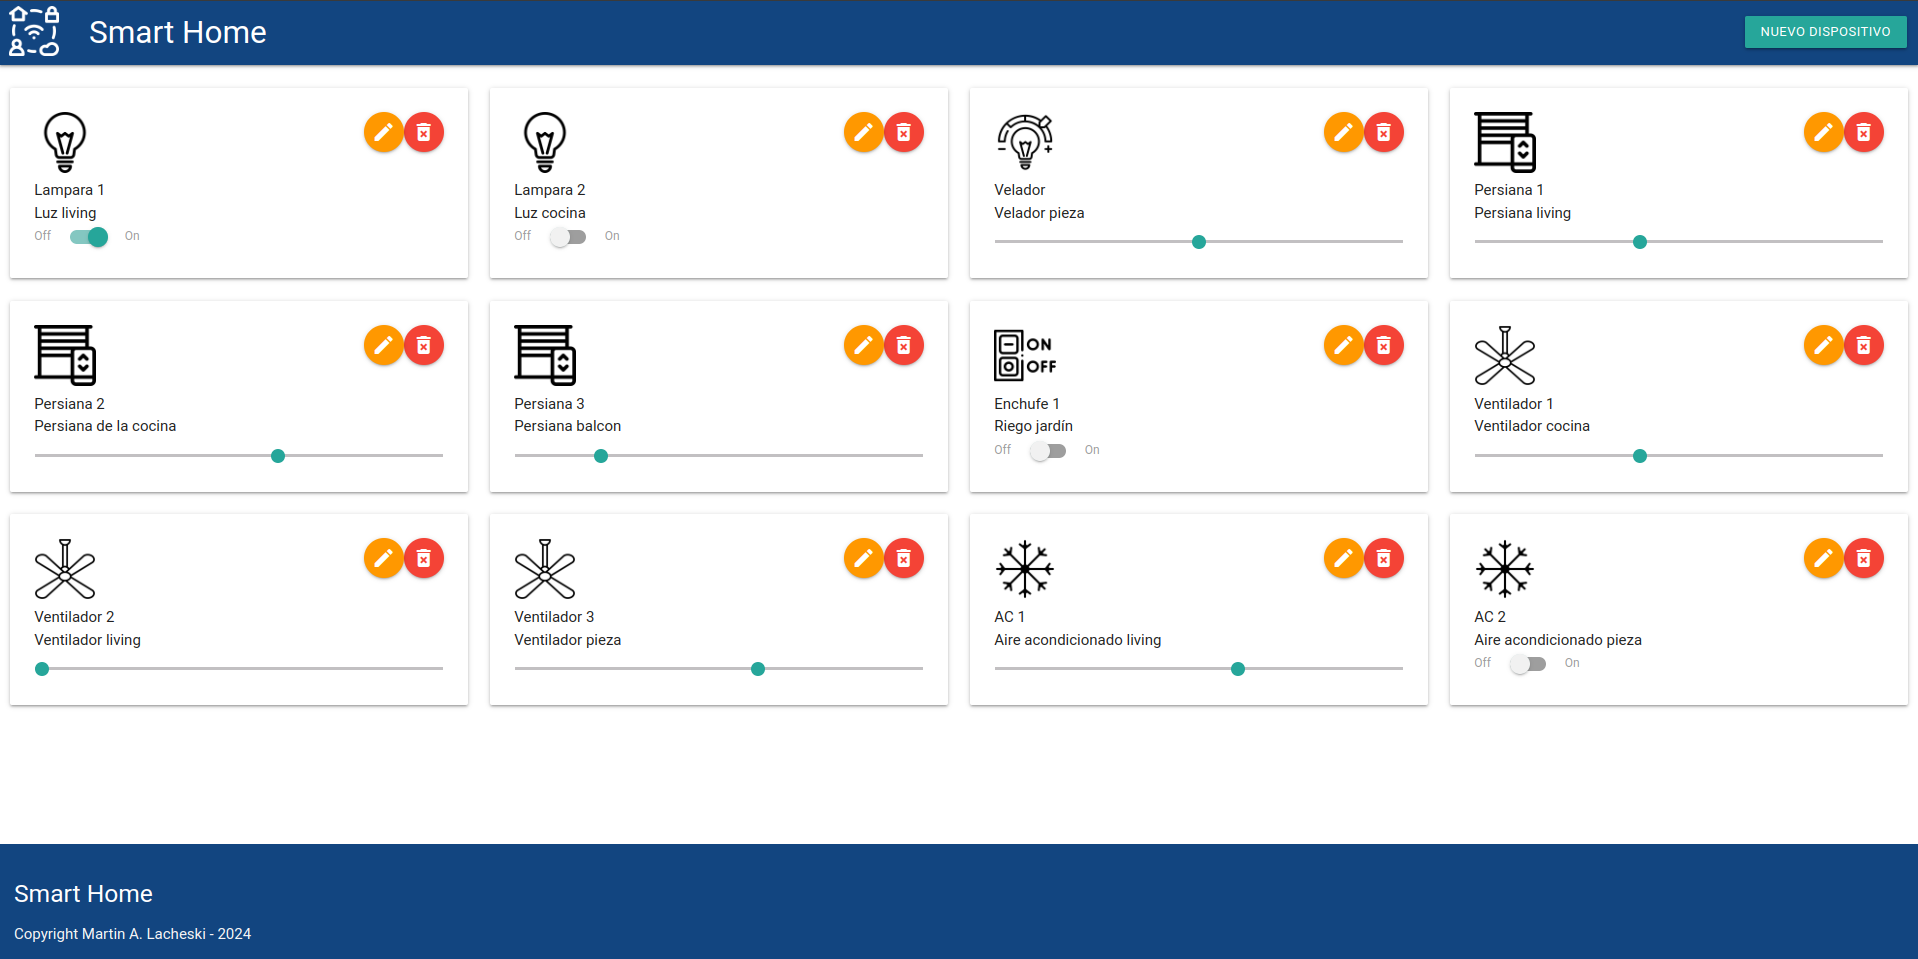 Smart Home
NUEVO DISPOSITIVO
Lampara 1
Luz living
Off On
Lampara 2
Luz cocina
Off On
Velador
Velador pieza
Persiana 1
Persiana living
Persiana 2
Persiana de la cocina
Persiana 3
Persiana balcon
ON
OFF
Enchufe 1
Riego jardín
Off On
Ventilador 1
Ventilador cocina
Ventilador 2
Ventilador living
Ventilador 3
Ventilador pieza
AC 1
Aire acondicionado living
AC 2
Aire acondicionado pieza
Off On
Smart Home
Copyright Martin A. Lacheski - 2024